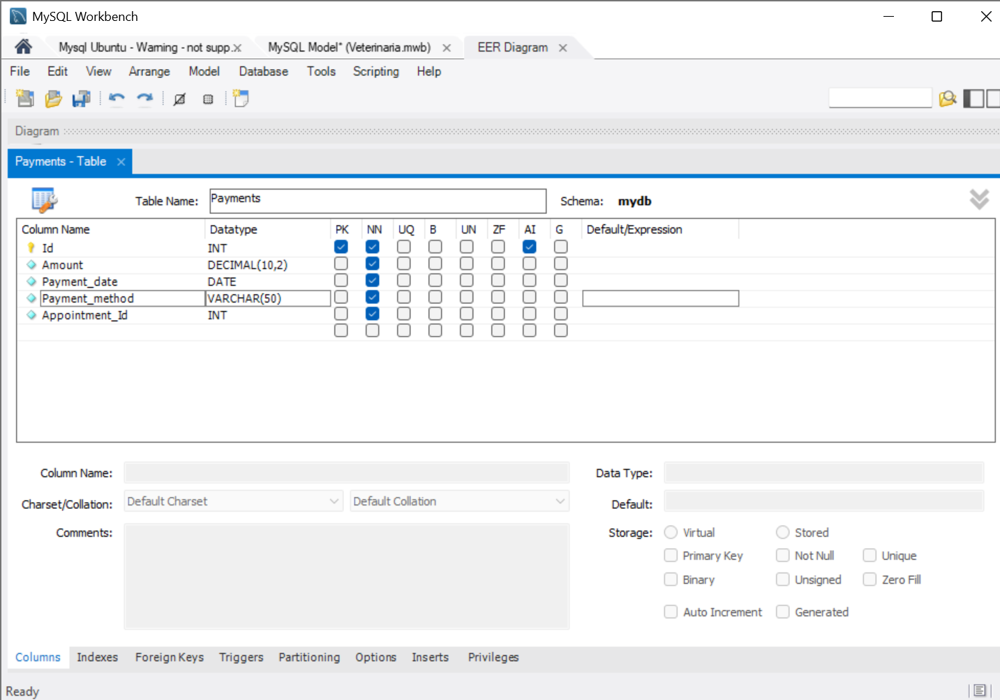 MySQL Workbench
Mysql Ubuntu - Warning - not supp. MySQL Model* (Veterinaria.mwb) EER Diagram
File Edit View Arrange Model Database Tools Scripting Help
Diagram
Payments - Table
Table Name: Payments Schema: mydb
Column Name Datatype PK NN UQ B UN ZF AI G Default/Expression
Id INT
Amount DECIMAL(10,2)
Payment_date DATE
Payment_method VARCHAR(50)
Appointment_Id INT
Column Name: Data Type:
Charset/Collation: Default Charset Default Collation Default:
Comments: Storage: Virtual Stored
Primary Key Not Null Unique
Binary Unsigned Zero Fill
Auto Increment Generated
Columns Indexes Foreign Keys Triggers Partitioning Options Inserts Privileges
Ready